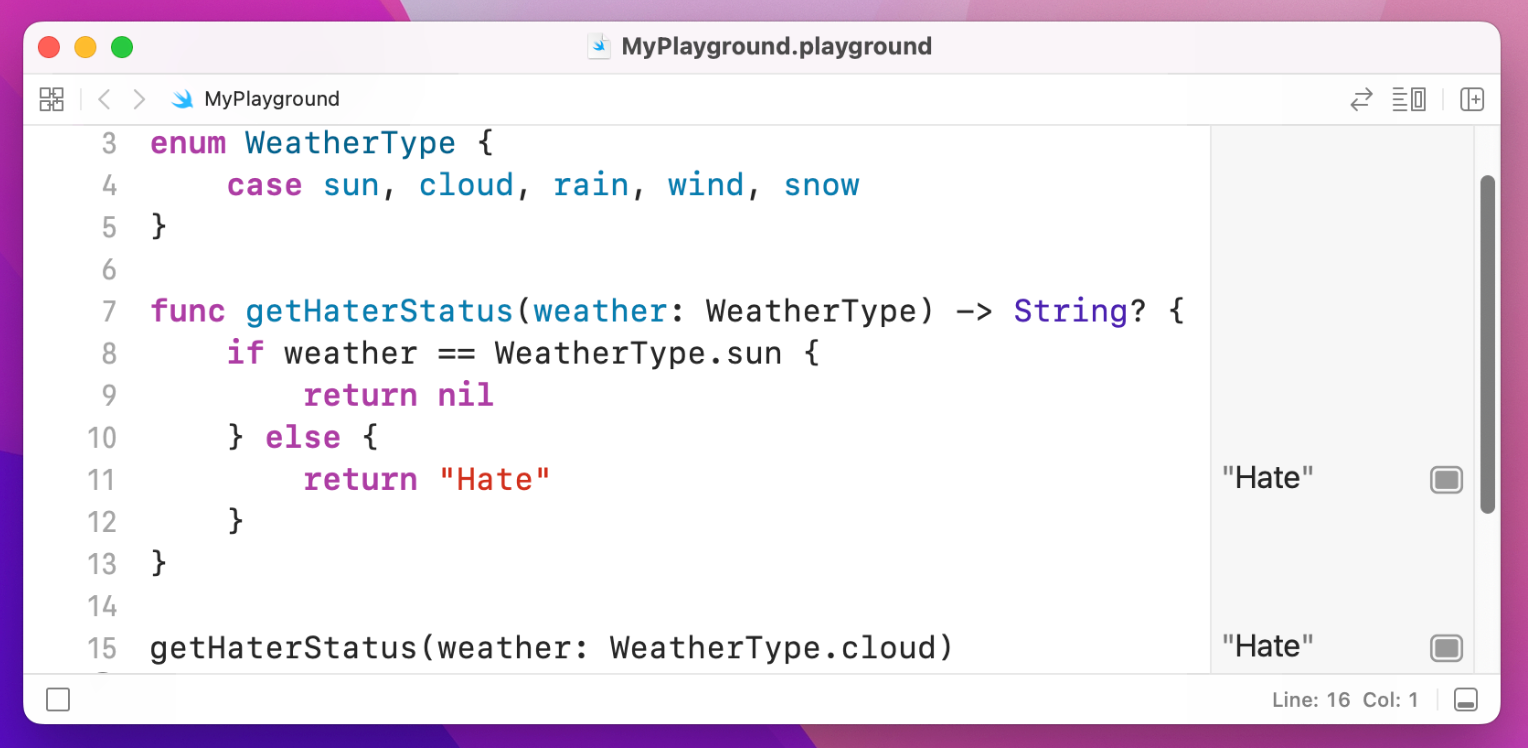 MyPlayground.playground
MyPlayground
3 enum WeatherType {
4     case sun, cloud, rain, wind, snow
5 }
6
7 func getHaterStatus(weather: WeatherType) -> String? {
8     if weather == WeatherType.sun {
9         return nil
10     } else {
11         return "Hate" "Hate"
12     }
13 }
14
15 getHaterStatus(weather: WeatherType.cloud) "Hate"
Line: 16 Col: 1